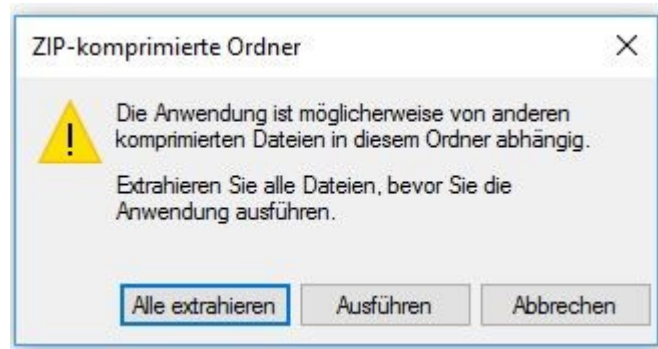 ZIP-komprimierte Ordner
Die Anwendung ist möglicherweise von anderen
komprimierten Dateien in diesem Ordner abhängig.
Extrahieren Sie alle Dateien, bevor Sie die
Anwendung ausführen.
Alle extrahieren Ausführen Abbrechen